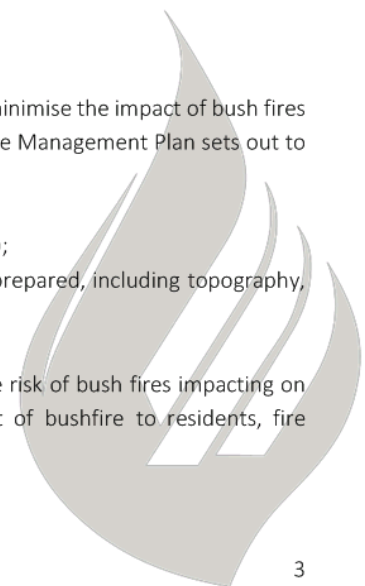 inimise the impact of bush fires
e Management Plan sets out to
;
prepared, including topography,
risk of bush fires impacting on
of bushfire to residents, fire
3